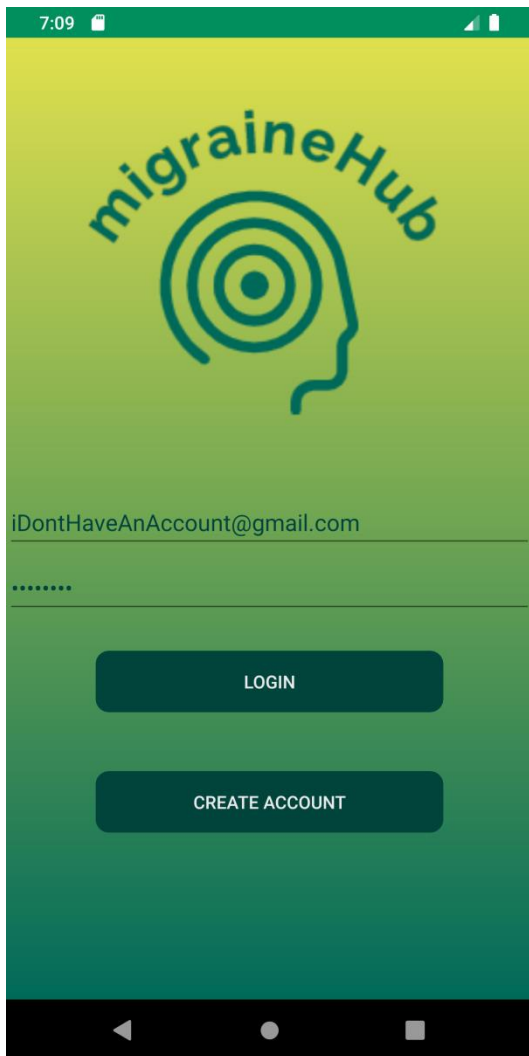 7:09
migraineHub
iDontHaveAnAccount@gmail.com
••••••••
LOGIN
CREATE ACCOUNT